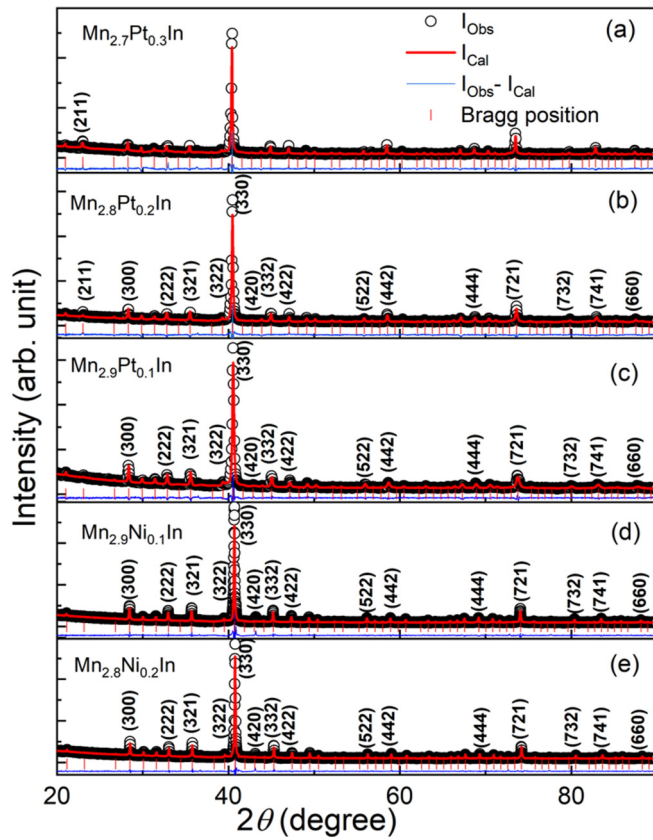 Mn2.7Pt0.3In
(a)
IObs
ICal
IObs- ICal
Bragg position
(211)
Mn2.8Pt0.2In
(b)
(330)
(211) (300) (222) (321) (322) (420) (332) (422) (522) (442) (444) (721) (732) (741) (660)
Mn2.9Pt0.1In
(c)
(330)
(300) (222) (321) (322) (420) (332) (422) (522) (442) (444) (721) (732) (741) (660)
Mn2.9Ni0.1In
(d)
(330)
(300) (222) (321) (322) (420) (332) (422) (522) (442) (444) (721) (732) (741) (660)
Mn2.8Ni0.2In
(e)
(330)
(300) (222) (321) (322) (420) (332) (422) (522) (442) (444) (721) (732) (741) (660)
20 40 60 80
2θ (degree)
Intensity (arb. unit)